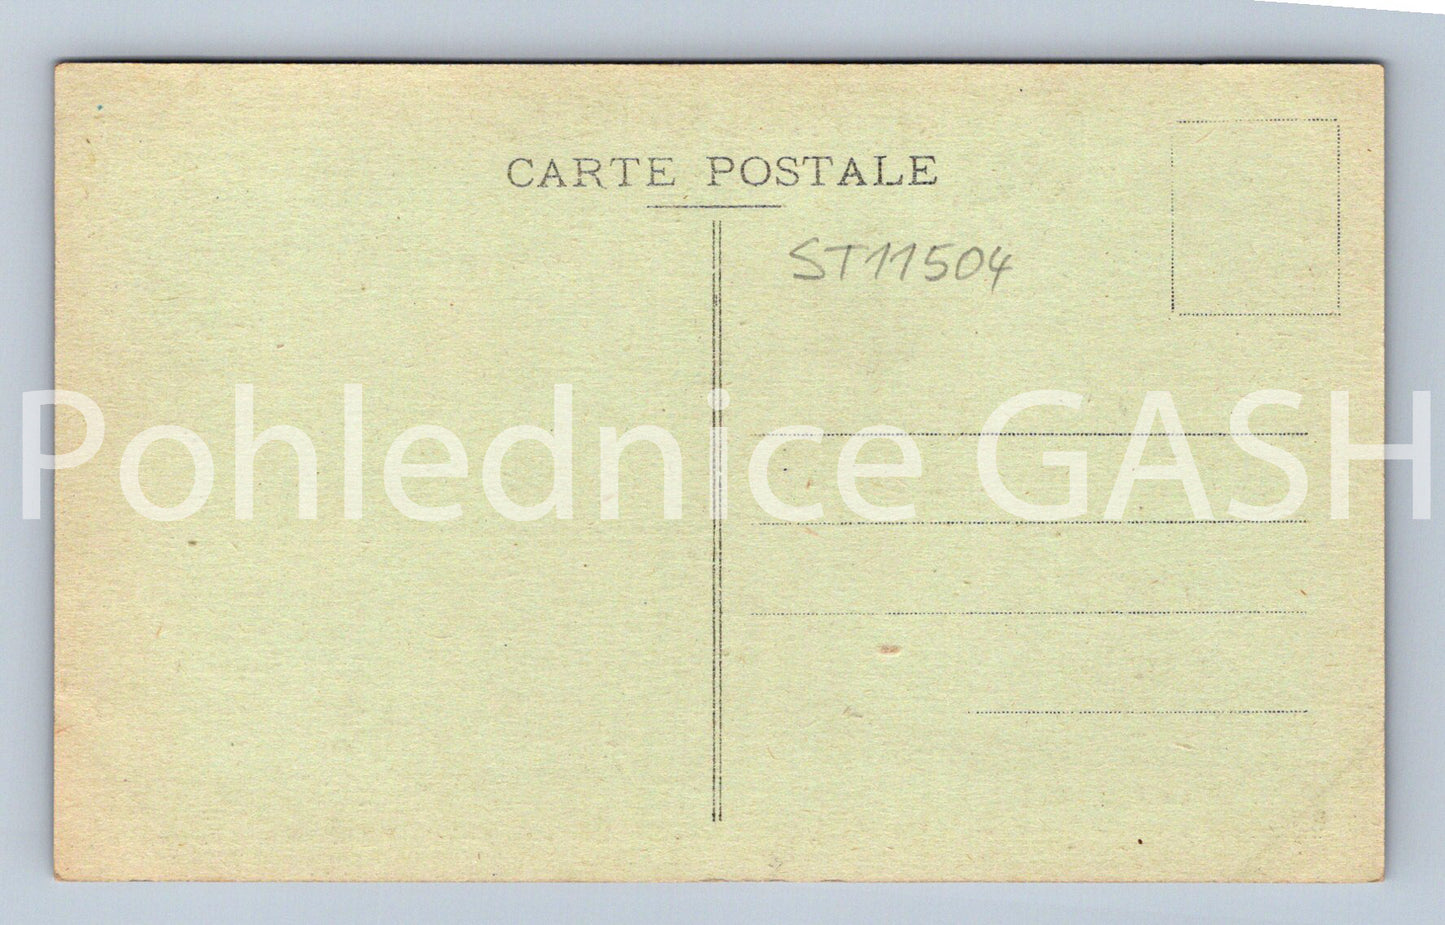 CARTE POSTALE
ST11504
Pohlednice GASH